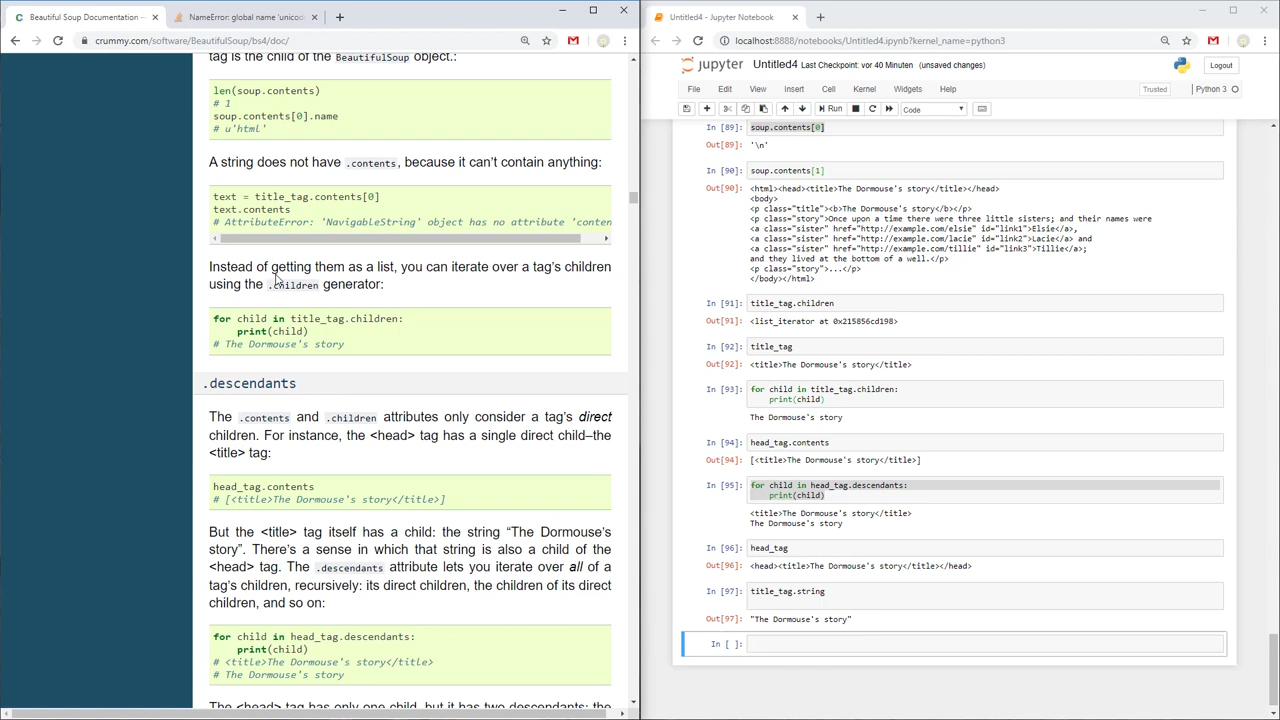 Beautiful Soup Documentation —
NameError: global name 'unicod
crummy.com/software/BeautifulSoup/bs4/doc/
tag is the child of the BeautifulSoup object.:
len(soup.contents)
# 1
soup.contents[0].name
# u'html'
A string does not have .contents, because it can't contain anything:
text = title_tag.contents[0]
text.contents
# AttributeError: 'NavigableString' object has no attribute 'conten
Instead of getting them as a list, you can iterate over a tag's children
using the .children generator:
for child in title_tag.children:
print(child)
# The Dormouse's story
.descendants
The .contents and .children attributes only consider a tag's direct
children. For instance, the <head> tag has a single direct child–the
<title> tag:
head_tag.contents
# [<title>The Dormouse's story</title>]
But the <title> tag itself has a child: the string “The Dormouse's
story”. There's a sense in which that string is also a child of the
<head> tag. The .descendants attribute lets you iterate over all of a
tag's children, recursively: its direct children, the children of its direct
children, and so on:
for child in head_tag.descendants:
print(child)
# <title>The Dormouse's story</title>
# The Dormouse's story
The <head> tag has only one child, but it has two descendants: the
Untitled4 - Jupyter Notebook
localhost:8888/notebooks/Untitled4.ipynb?kernel_name=python3
jupyter Untitled4 Last Checkpoint: vor 40 Minuten (unsaved changes)
Logout
File Edit View Insert Cell Kernel Widgets Help
Trusted
Python 3
Run
Code
In [89]: soup.contents[0]
Out[89]: '\n'
In [90]: soup.contents[1]
Out[90]: <html><head><title>The Dormouse's story</title></head>
<body>
<p class="title"><b>The Dormouse's story</b></p>
<p class="story">Once upon a time there were three little sisters; and their names were
<a class="sister" href="http://example.com/elsie" id="link1">Elsie</a>,
<a class="sister" href="http://example.com/lacie" id="link2">Lacie</a> and
<a class="sister" href="http://example.com/tillie" id="link3">Tillie</a>;
and they lived at the bottom of a well.</p>
<p class="story">...</p>
</body></html>
In [91]: title_tag.children
Out[91]: <list_iterator at 0x215856cd198>
In [92]: title_tag
Out[92]: <title>The Dormouse's story</title>
In [93]: for child in title_tag.children:
print(child)
The Dormouse's story
In [94]: head_tag.contents
Out[94]: [<title>The Dormouse's story</title>]
In [95]: for child in head_tag.descendants:
print(child)
<title>The Dormouse's story</title>
The Dormouse's story
In [96]: head_tag
Out[96]: <head><title>The Dormouse's story</title></head>
In [97]: title_tag.string
Out[97]: "The Dormouse's story"
In [ ]: